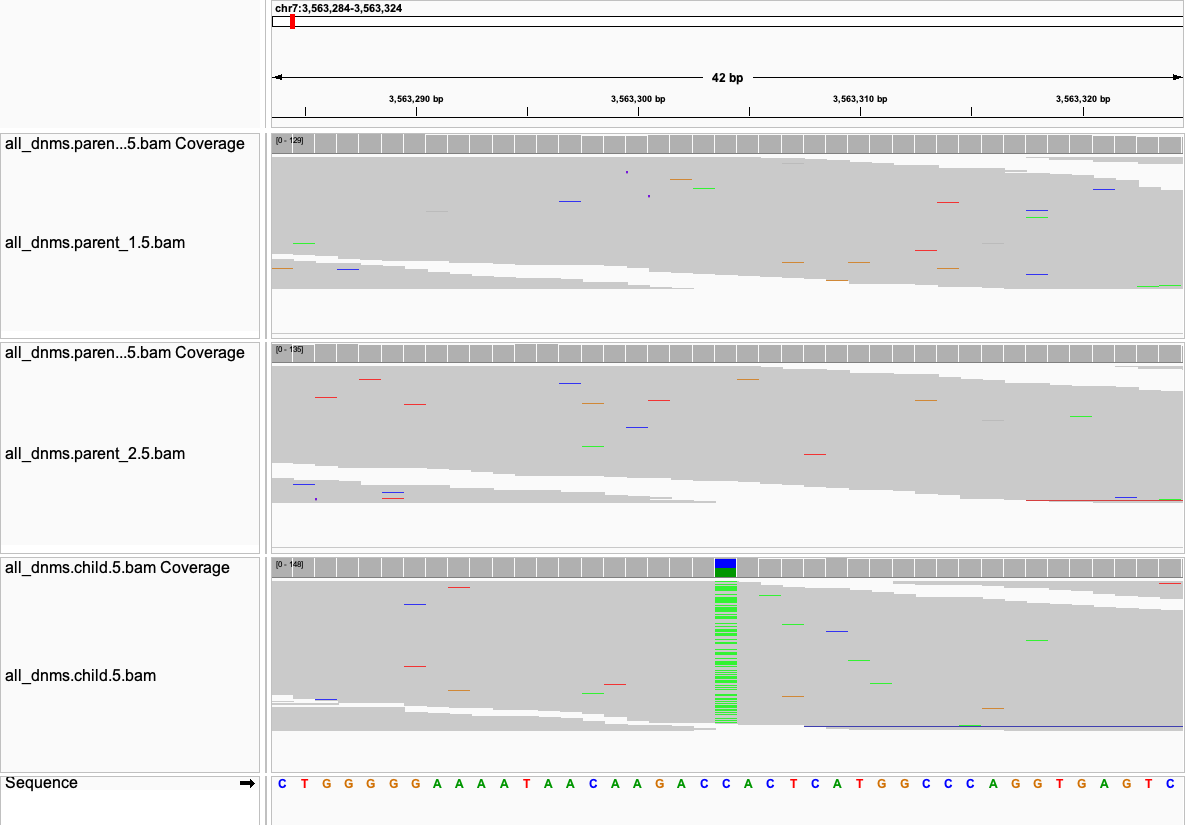 chr7:3,563,284-3,563,324
42 bp
3,563,290 bp 3,563,300 bp 3,563,310 bp 3,563,320 bp
all_dnms.paren...5.bam Coverage
[0 - 129]
all_dnms.parent_1.5.bam
all_dnms.paren...5.bam Coverage
[0 - 135]
all_dnms.parent_2.5.bam
all_dnms.child.5.bam Coverage
[0 - 148]
all_dnms.child.5.bam
Sequence C T G G G G G A A A A T A A C A A G A C C A C T C A T G G C C C A G G T G A G T C